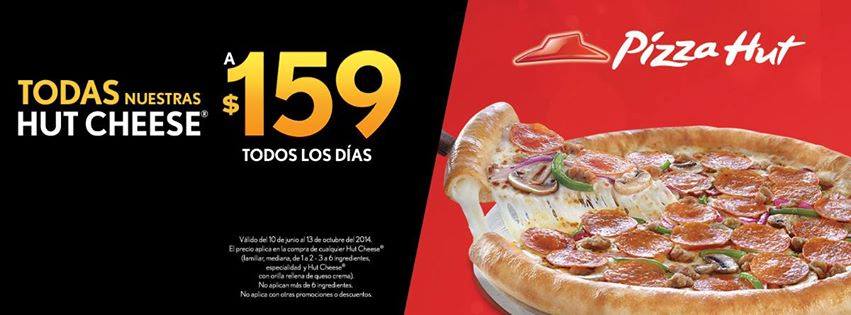 TODAS NUESTRAS
HUT CHEESE®
A
$159
TODOS LOS DÍAS
Válido del 10 de junio al 13 de octubre del 2014.
El precio aplica en la compra de cualquier Hut Cheese®
(familiar, mediana, de 1 a 2 - 3 a 6 ingredientes,
especialidad y Hut Cheese®
con orilla rellena de queso crema).
No aplican más de 6 ingredientes.
No aplica con otras promociones o descuentos.
Pizza Hut